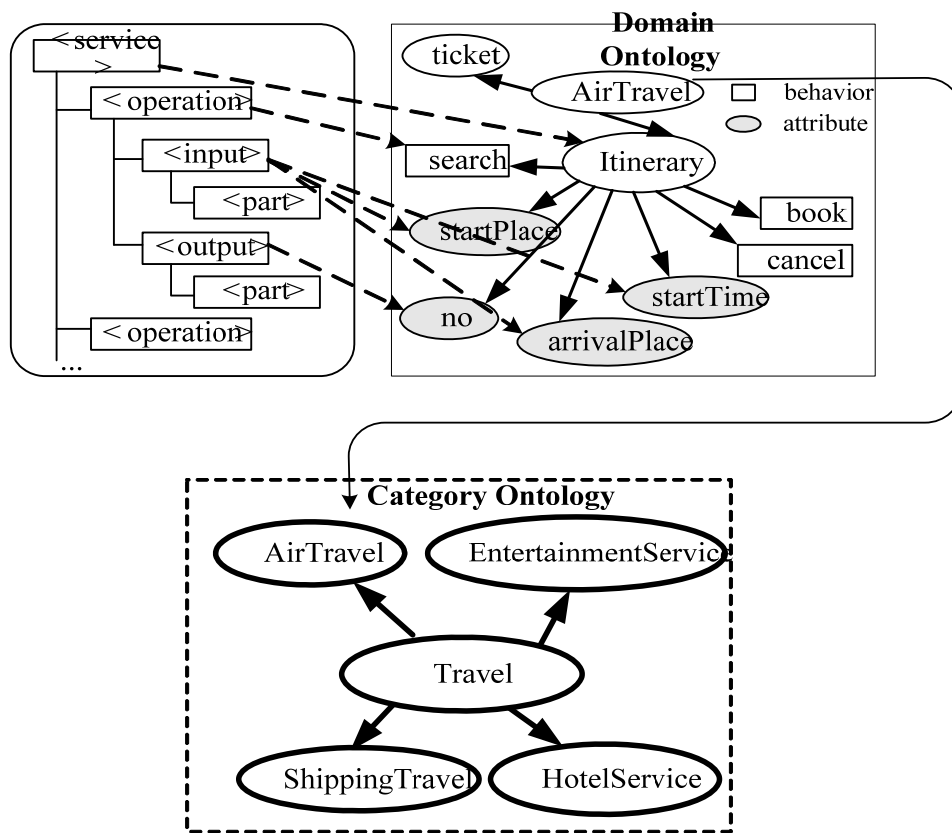 < service
>
< operation>
<input>
<part>
<output>
<part>
< operation>
...
Domain
Ontology
ticket
AirTravel
behavior
attribute
search
Itinerary
startPlace
book
cancel
startTime
no
arrivalPlace
Category Ontology
AirTravel
EntertainmentService
Travel
ShippingTravel
HotelService